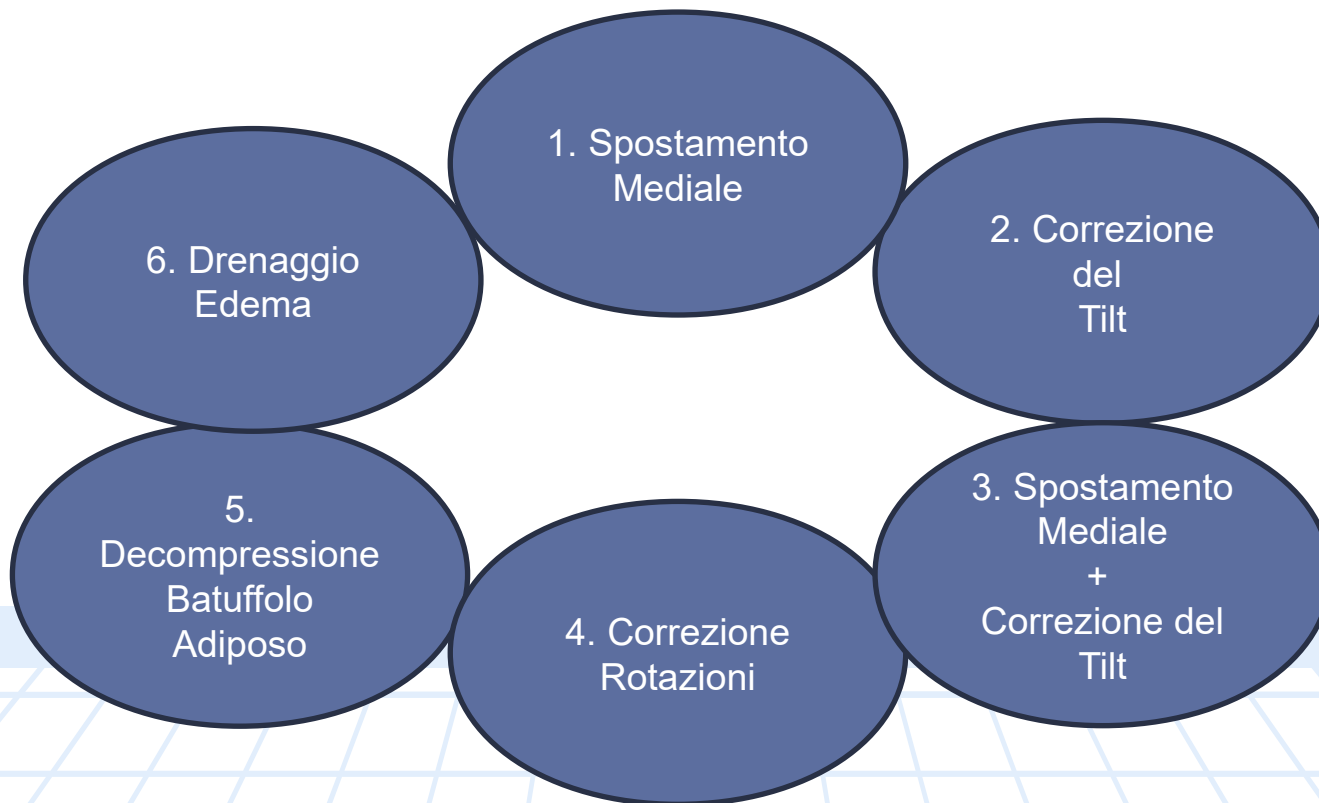 1. Spostamento
Mediale
2. Correzione
del
Tilt
3. Spostamento
Mediale
+
Correzione del
Tilt
4. Correzione
Rotazioni
5.
Decompressione
Batuffolo
Adiposo
6. Drenaggio
Edema